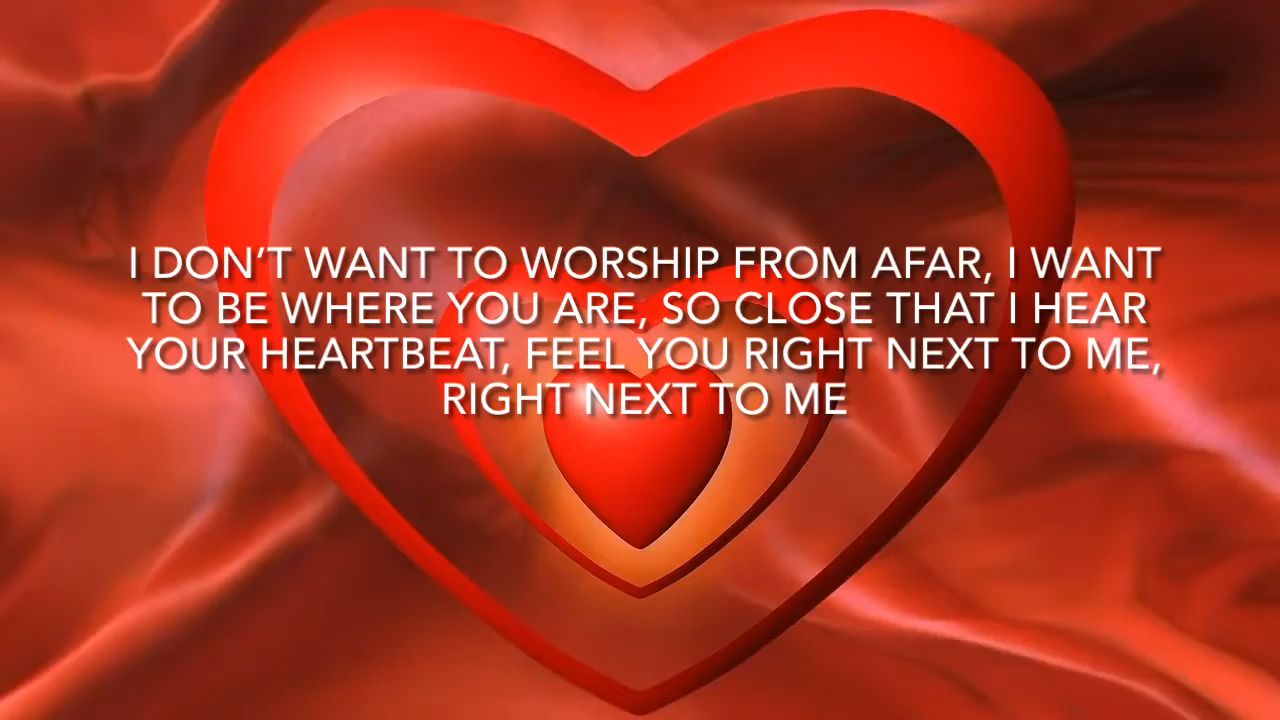 I DON’T WANT TO WORSHIP FROM AFAR, I WANT
TO BE WHERE YOU ARE, SO CLOSE THAT I HEAR
YOUR HEARTBEAT, FEEL YOU RIGHT NEXT TO ME,
RIGHT NEXT TO ME